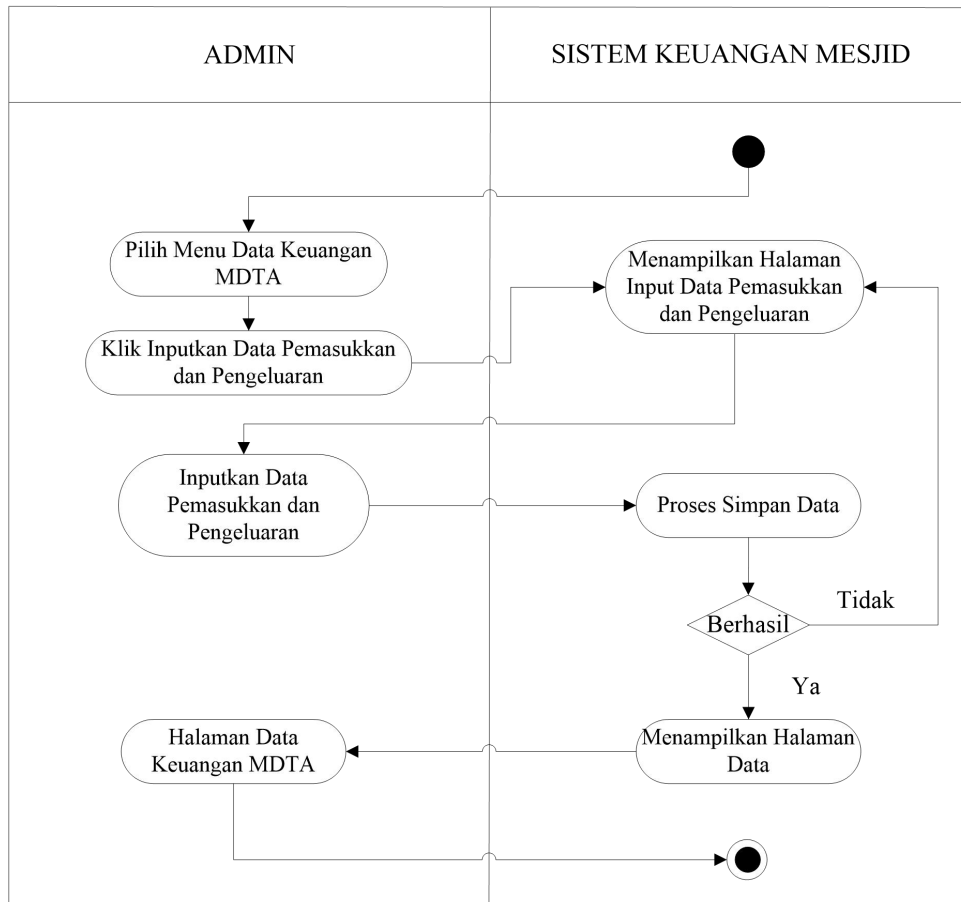 ADMIN
SISTEM KEUANGAN MESJID
Pilih Menu Data Keuangan
MDTA
Menampilkan Halaman
Input Data Pemasukkan
dan Pengeluaran
Klik Inputkan Data Pemasukkan
dan Pengeluaran
Inputkan Data
Pemasukkan dan
Pengeluaran
Proses Simpan Data
Berhasil
Tidak
Ya
Menampilkan Halaman
Data
Halaman Data
Keuangan MDTA